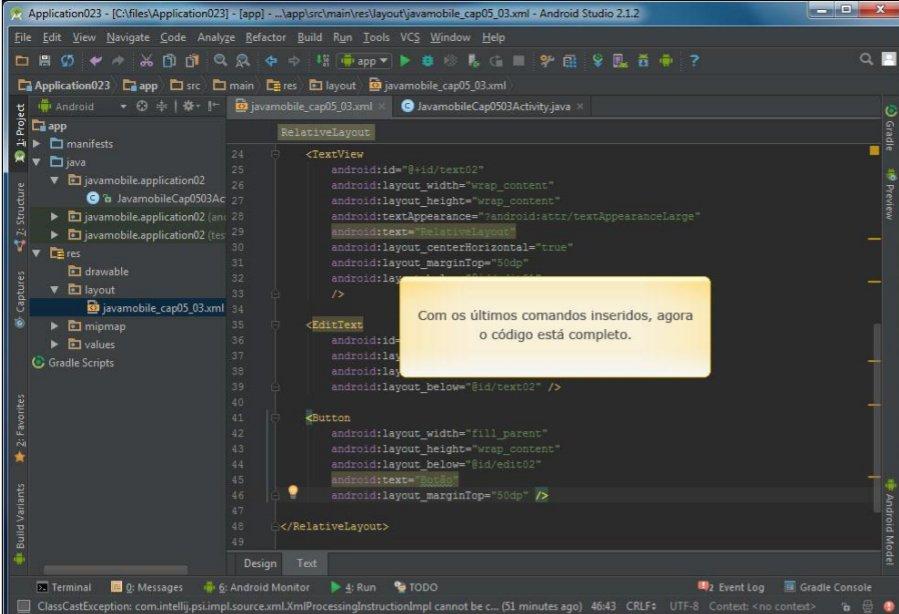 Application023 - [C:\files\Application023] - [app] - ...\app\src\main\res\layout\javamobile_cap05_03.xml - Android Studio 2.1.2
File Edit View Navigate Code Analyze Refactor Build Run Tools VCS Window Help
app
Application023 app src main res layout javamobile_cap05_03.xml
Android
javamobile_cap05_03.xml JavamobileCap0503Activity.java
1: Project
7: Structure
Captures
2: Favorites
Build Variants
app
manifests
java
javamobile.application02
JavamobileCap0503Ac
javamobile.application02 (an
javamobile.application02 (tes
res
drawable
layout
javamobile_cap05_03.xml
mipmap
values
Gradle Scripts
RelativeLayout
24 <TextView
25 android:id="@+id/text02"
26 android:layout_width="wrap_content"
27 android:layout_height="wrap_content"
28 android:textAppearance="?android:attr/textAppearanceLarge"
29 android:text="RelativeLayout"
30 android:layout_centerHorizontal="true"
31 android:layout_marginTop="50dp"
32 android:lay
33 />
34
35 <EditText
36 android:id=
37 android:lay
38 android:lay
39 android:layout_below="@id/text02" />
40
41 <Button
42 android:layout_width="fill_parent"
43 android:layout_height="wrap_content"
44 android:layout_below="@id/edit02"
45 android:text="Botão"
46 android:layout_marginTop="50dp" />
47
48 </RelativeLayout>
49
Com os últimos comandos inseridos, agora
o código está completo.
Gradle
Preview
Android Model
Design Text
Terminal 0: Messages 6: Android Monitor 4: Run TODO 2 Event Log Gradle Console
ClassCastException: com.intellij.psi.impl.source.xml.XmlProcessingInstructionImpl cannot be c... (51 minutes ago) 46:43 CRLF UTF-8 Context: <no context>